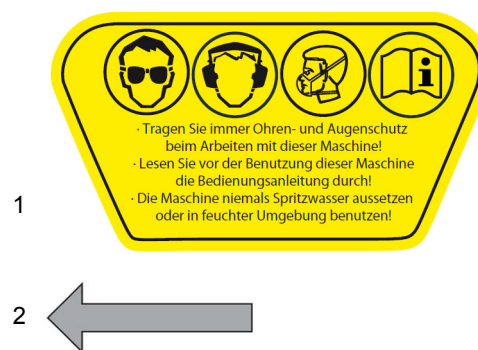 · Tragen Sie immer Ohren- und Augenschutz
beim Arbeiten mit dieser Maschine!
· Lesen Sie vor der Benutzung dieser Maschine
die Bedienungsanleitung durch!
· Die Maschine niemals Spritzwasser aussetzen
oder in feuchter Umgebung benutzen!
1
2